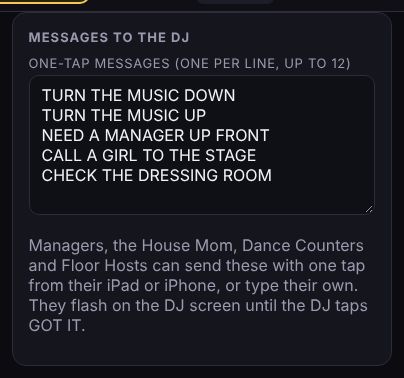 MESSAGES TO THE DJ
ONE-TAP MESSAGES (ONE PER LINE, UP TO 12)
TURN THE MUSIC DOWN
TURN THE MUSIC UP
NEED A MANAGER UP FRONT
CALL A GIRL TO THE STAGE
CHECK THE DRESSING ROOM
Managers, the House Mom, Dance Counters
and Floor Hosts can send these with one tap
from their iPad or iPhone, or type their own.
They flash on the DJ screen until the DJ taps
GOT IT.